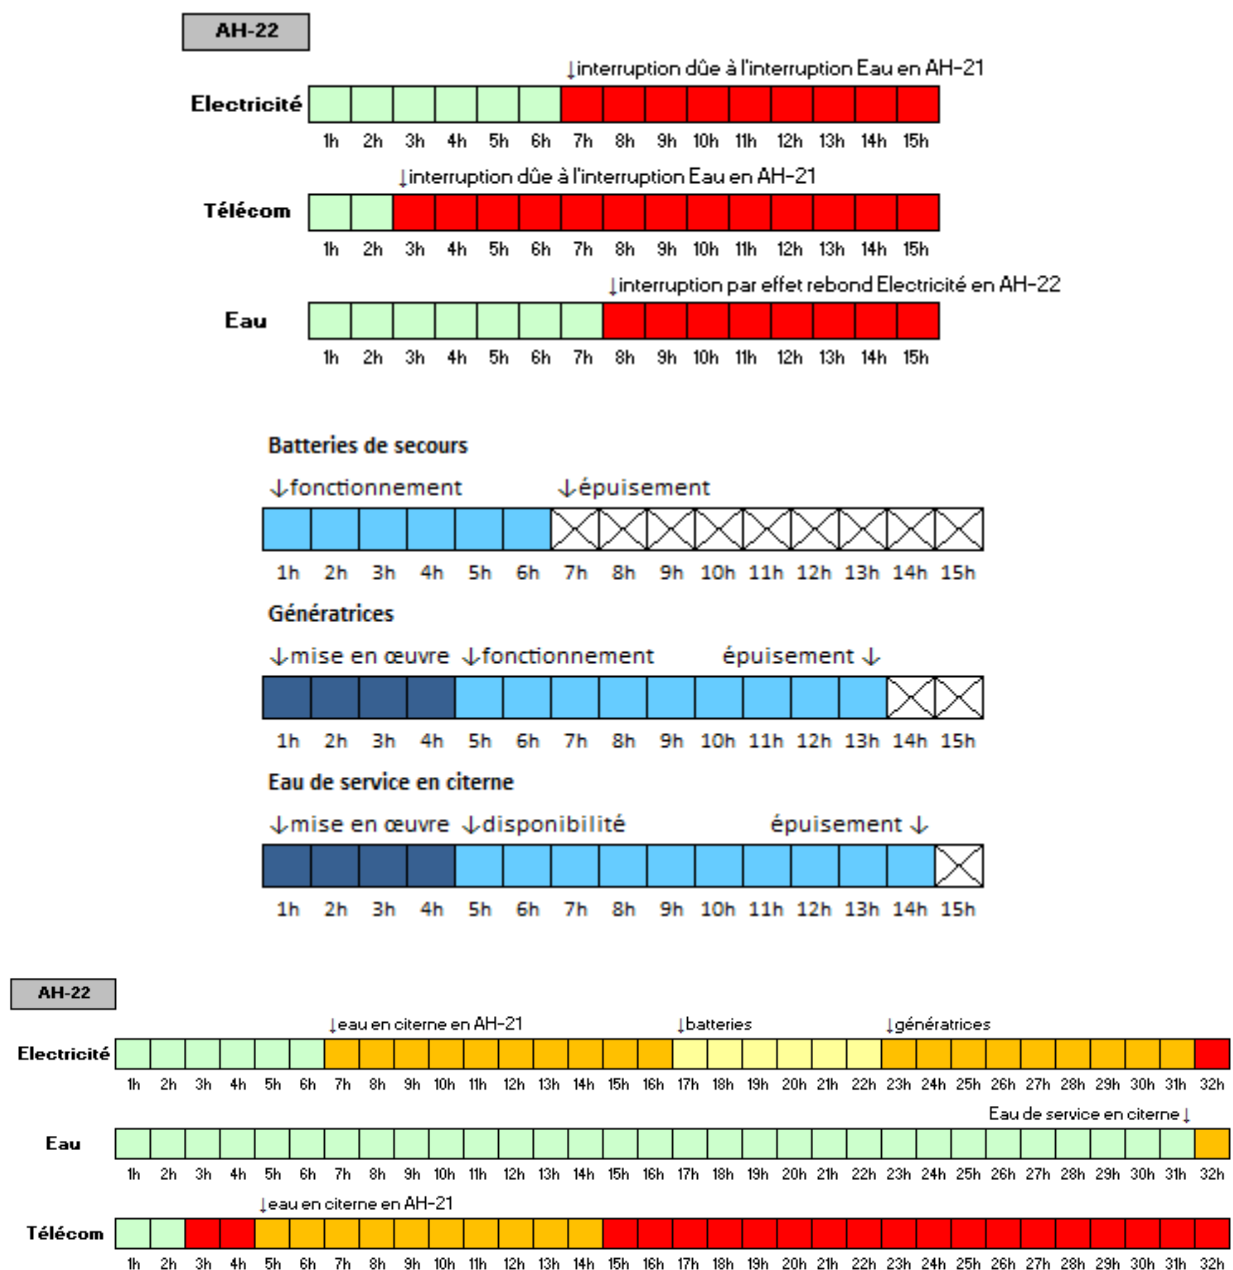 AH-22
↓interruption dûe à l'interruption Eau en AH-21
Electricité
1h 2h 3h 4h 5h 6h 7h 8h 9h 10h 11h 12h 13h 14h 15h
↓interruption dûe à l'interruption Eau en AH-21
Télécom
1h 2h 3h 4h 5h 6h 7h 8h 9h 10h 11h 12h 13h 14h 15h
↓interruption par effet rebond Electricité en AH-22
Eau
1h 2h 3h 4h 5h 6h 7h 8h 9h 10h 11h 12h 13h 14h 15h
Batteries de secours
↓fonctionnement ↓épuisement
1h 2h 3h 4h 5h 6h 7h 8h 9h 10h 11h 12h 13h 14h 15h
Génératrices
↓mise en œuvre ↓fonctionnement épuisement ↓
1h 2h 3h 4h 5h 6h 7h 8h 9h 10h 11h 12h 13h 14h 15h
Eau de service en citerne
↓mise en œuvre ↓disponibilité épuisement ↓
1h 2h 3h 4h 5h 6h 7h 8h 9h 10h 11h 12h 13h 14h 15h
AH-22
↓eau en citerne en AH-21 ↓batteries ↓génératrices
Electricité
1h 2h 3h 4h 5h 6h 7h 8h 9h 10h 11h 12h 13h 14h 15h 16h 17h 18h 19h 20h 21h 22h 23h 24h 25h 26h 27h 28h 29h 30h 31h 32h
Eau de service en citerne ↓
Eau
1h 2h 3h 4h 5h 6h 7h 8h 9h 10h 11h 12h 13h 14h 15h 16h 17h 18h 19h 20h 21h 22h 23h 24h 25h 26h 27h 28h 29h 30h 31h 32h
↓eau en citerne en AH-21
Télécom
1h 2h 3h 4h 5h 6h 7h 8h 9h 10h 11h 12h 13h 14h 15h 16h 17h 18h 19h 20h 21h 22h 23h 24h 25h 26h 27h 28h 29h 30h 31h 32h